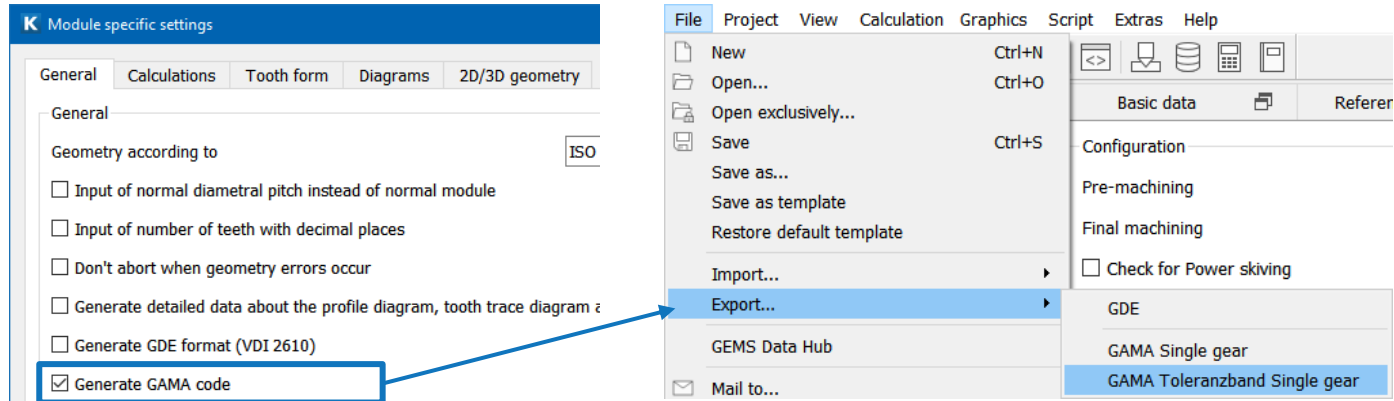 K Module specific settings
General Calculations Tooth form Diagrams 2D/3D geometry
General
Geometry according to ISO
Input of normal diametral pitch instead of normal module
Input of number of teeth with decimal places
Don't abort when geometry errors occur
Generate detailed data about the profile diagram, tooth trace diagram a
Generate GDE format (VDI 2610)
Generate GAMA code
File Project View Calculation Graphics Script Extras Help
New Ctrl+N
Open... Ctrl+O
Open exclusively...
Save Ctrl+S
Save as...
Save as template
Restore default template
Import...
Export...
GEMS Data Hub
Mail to...
Basic data Referen
Configuration
Pre-machining
Final machining
Check for Power skiving
GDE
GAMA Single gear
GAMA Toleranzband Single gear